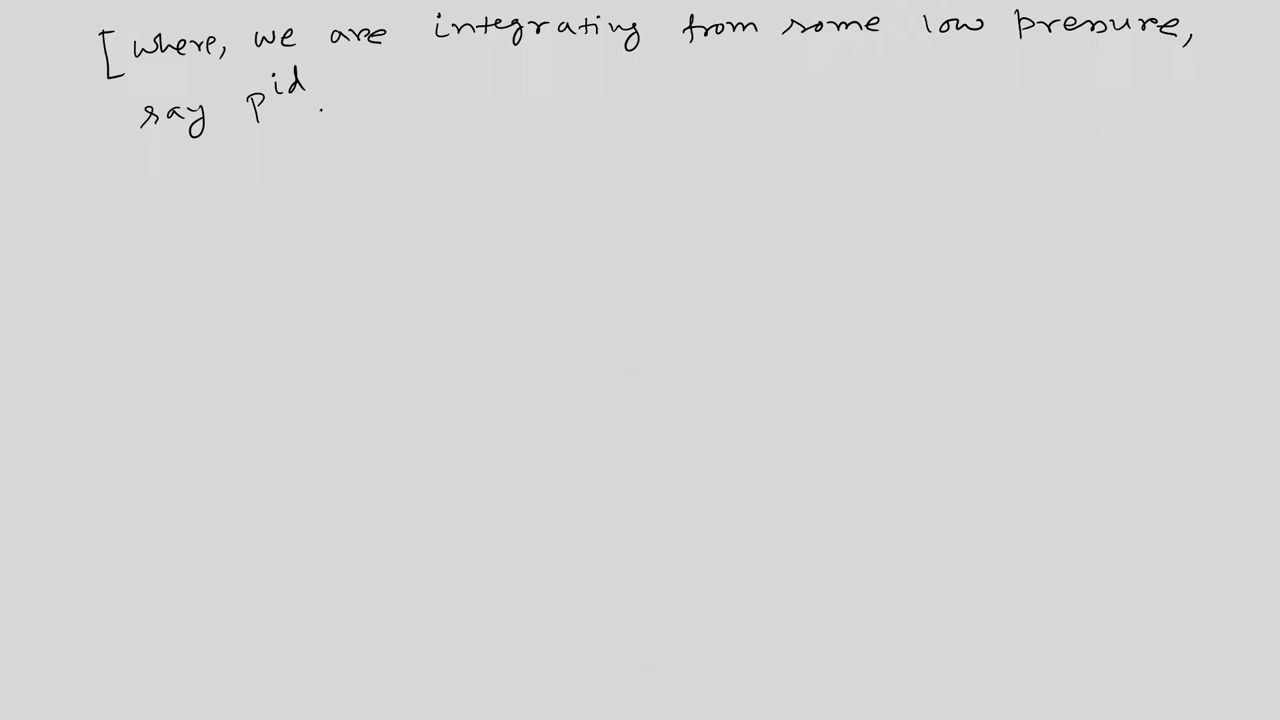 [where, we are integrating from some low pressure,
say p^id.